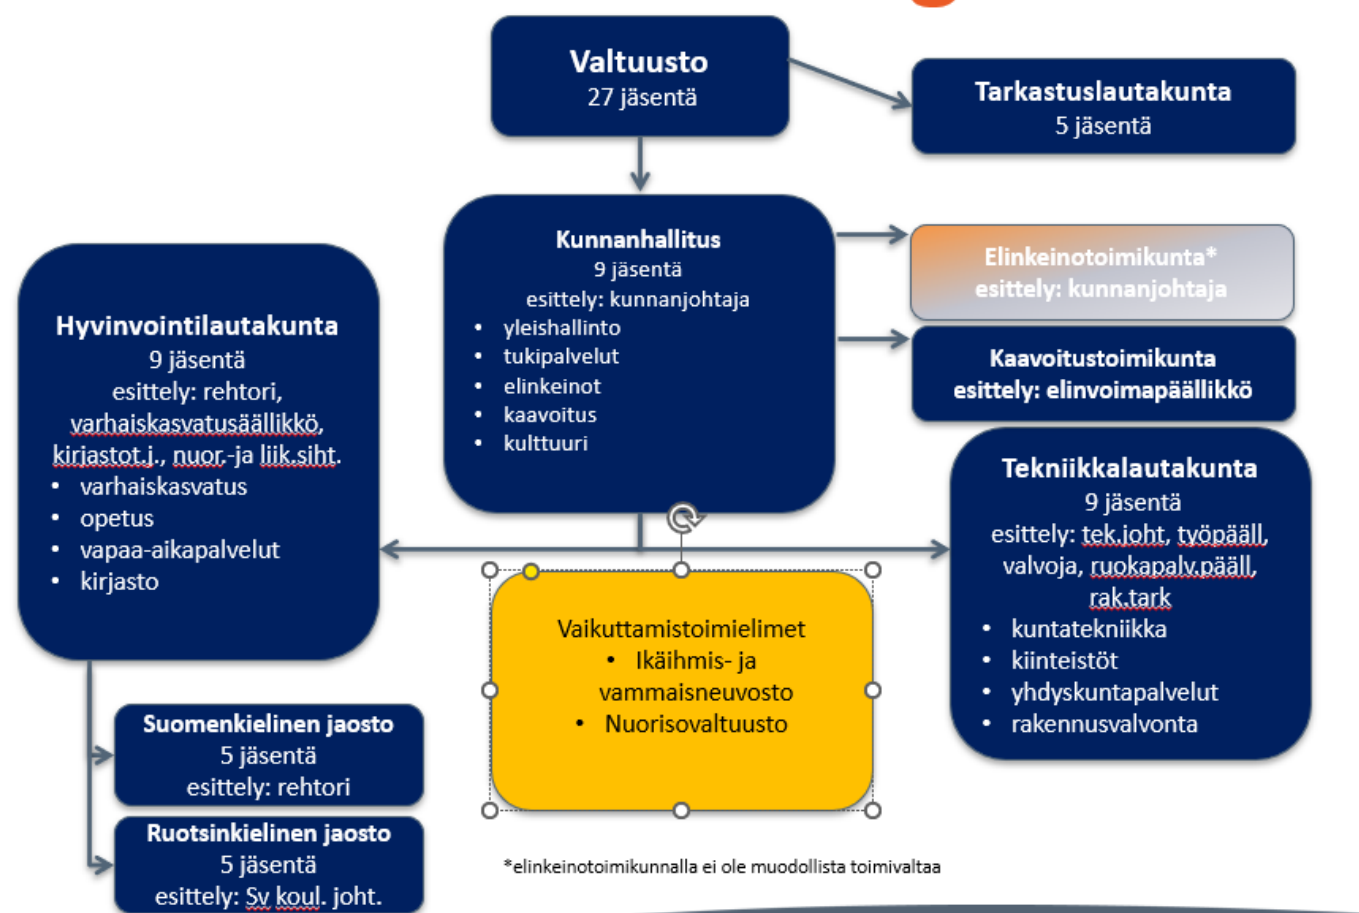 Valtuusto
27 jäsentä
Tarkastuslautakunta
5 jäsentä
Kunnanhallitus
9 jäsentä
esittely: kunnanjohtaja
• yleishallinto
• tukipalvelut
• elinkeinot
• kaavoitus
• kulttuuri
Elinkeinotoimikunta*
esittely: kunnanjohtaja
Kaavoitustoimikunta
esittely: elinvoimapäällikkö
Hyvinvointilautakunta
9 jäsentä
esittely: rehtori,
varhaiskasvatusäällikkö,
kirjastot.j., nuor.-ja liik.siht.
• varhaiskasvatus
• opetus
• vapaa-aikapalvelut
• kirjasto
Tekniikkalautakunta
9 jäsentä
esittely: tek.joht, työpääll,
valvoja, ruokapalv.pääll,
rak.tark
• kuntatekniikka
• kiinteistöt
• yhdyskuntapalvelut
• rakennusvalvonta
Vaikuttamistoimielimet
• Ikäihmis- ja
vammaisneuvosto
• Nuorisovaltuusto
Suomenkielinen jaosto
5 jäsentä
esittely: rehtori
Ruotsinkielinen jaosto
5 jäsentä
esittely: Sv koul. joht.
*elinkeinotoimikunnalla ei ole muodollista toimivaltaa